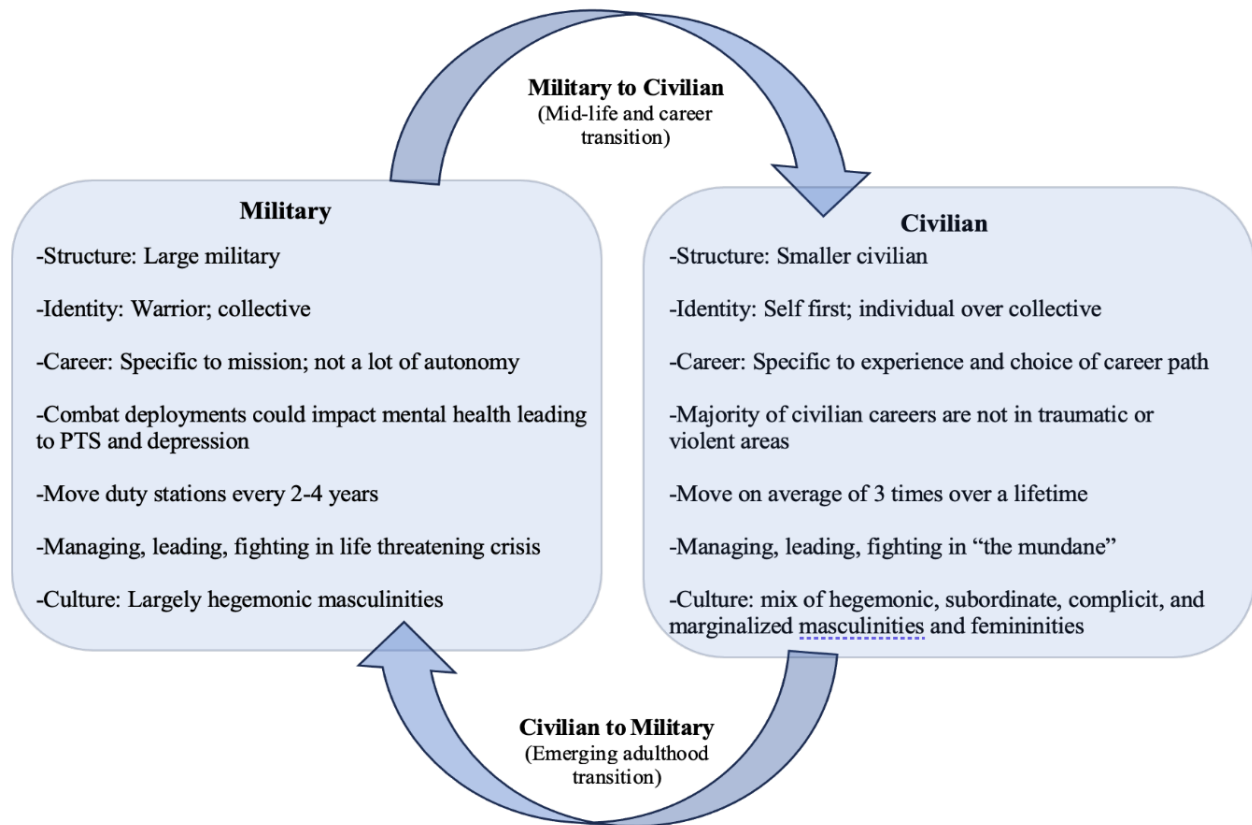 Military to Civilian
(Mid-life and career
transition)
Military
-Structure: Large military
-Identity: Warrior; collective
-Career: Specific to mission; not a lot of autonomy
-Combat deployments could impact mental health leading
to PTS and depression
-Move duty stations every 2-4 years
-Managing, leading, fighting in life threatening crisis
-Culture: Largely hegemonic masculinities
Civilian
-Structure: Smaller civilian
-Identity: Self first; individual over collective
-Career: Specific to experience and choice of career path
-Majority of civilian careers are not in traumatic or
violent areas
-Move on average of 3 times over a lifetime
-Managing, leading, fighting in “the mundane”
-Culture: mix of hegemonic, subordinate, complicit, and
marginalized masculinities and femininities
Civilian to Military
(Emerging adulthood
transition)